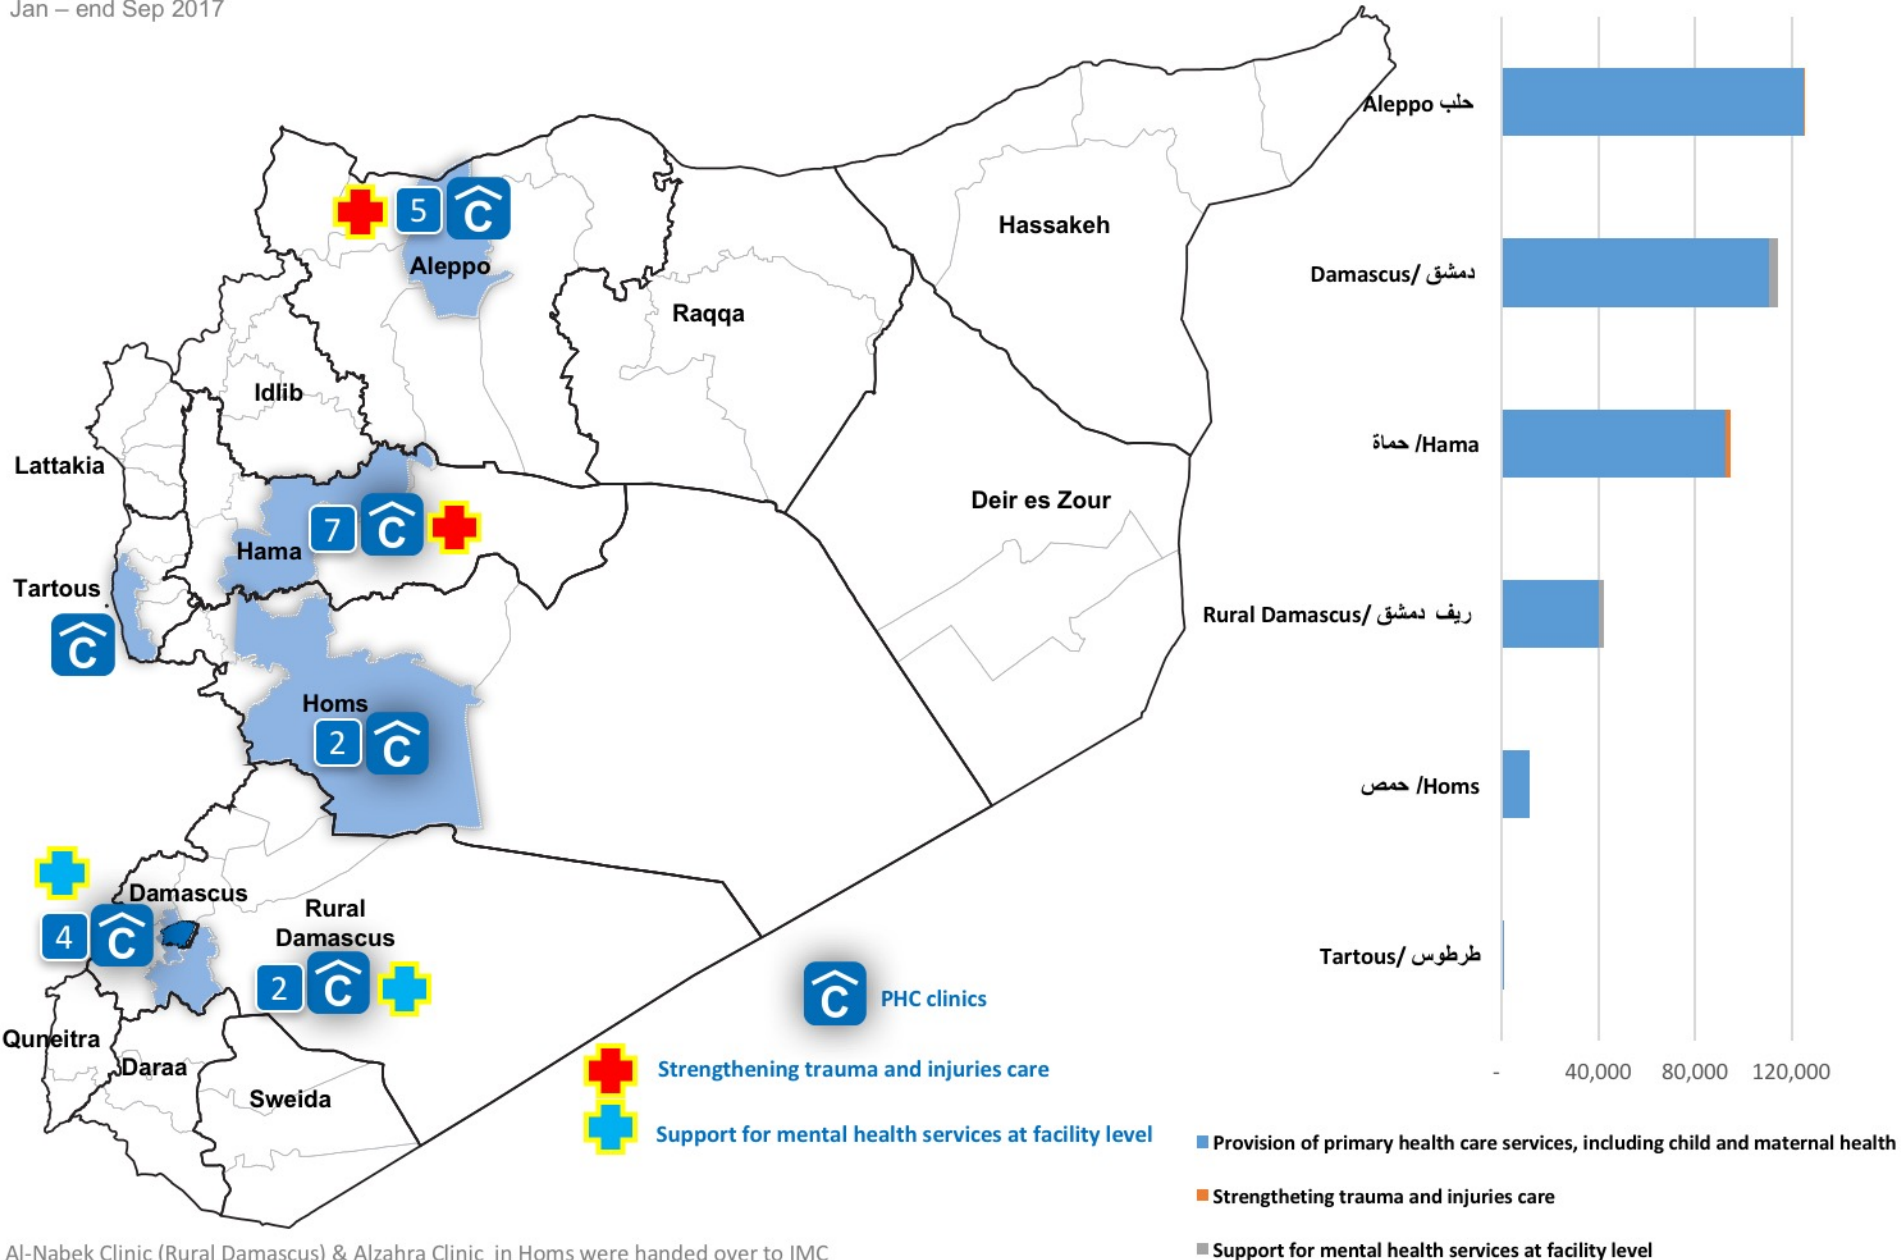 Jan – end Sep 2017
Aleppo حلب
5
C
Hassakeh
Aleppo
Damascus/ دمشق
Raqqa
Idlib
حماة /Hama
Lattakia
Deir es Zour
7
C
Hama
Tartous
C
Rural Damascus/ ريف دمشق
Homs
2
C
حمص /Homs
Damascus
4
C
Rural
Damascus
2
C
Tartous/ طرطوس
C
PHC clinics
Quneitra
Daraa
Sweida
Strengthening trauma and injuries care
Support for mental health services at facility level
- 40,000 80,000 120,000
Provision of primary health care services, including child and maternal health
Strengtheting trauma and injuries care
Support for mental health services at facility level
Al-Nabek Clinic (Rural Damascus) & Alzahra Clinic in Homs were handed over to IMC